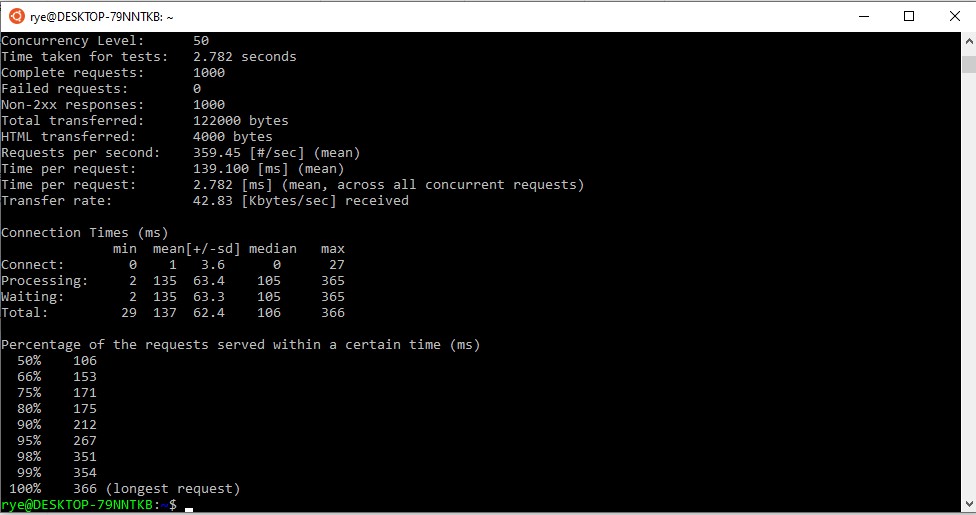 rye@DESKTOP-79NNTKB: ~
Concurrency Level:      50
Time taken for tests:   2.782 seconds
Complete requests:      1000
Failed requests:        0
Non-2xx responses:      1000
Total transferred:      122000 bytes
HTML transferred:       4000 bytes
Requests per second:    359.45 [#/sec] (mean)
Time per request:       139.100 [ms] (mean)
Time per request:       2.782 [ms] (mean, across all concurrent requests)
Transfer rate:          42.83 [Kbytes/sec] received

Connection Times (ms)
              min  mean[+/-sd] median   max
Connect:        0    1   3.6      0      27
Processing:     2  135  63.4    105     365
Waiting:        2  135  63.3    105     365
Total:         29  137  62.4    106     366

Percentage of the requests served within a certain time (ms)
  50%    106
  66%    153
  75%    171
  80%    175
  90%    212
  95%    267
  98%    351
  99%    354
 100%    366 (longest request)
rye@DESKTOP-79NNTKB:~$